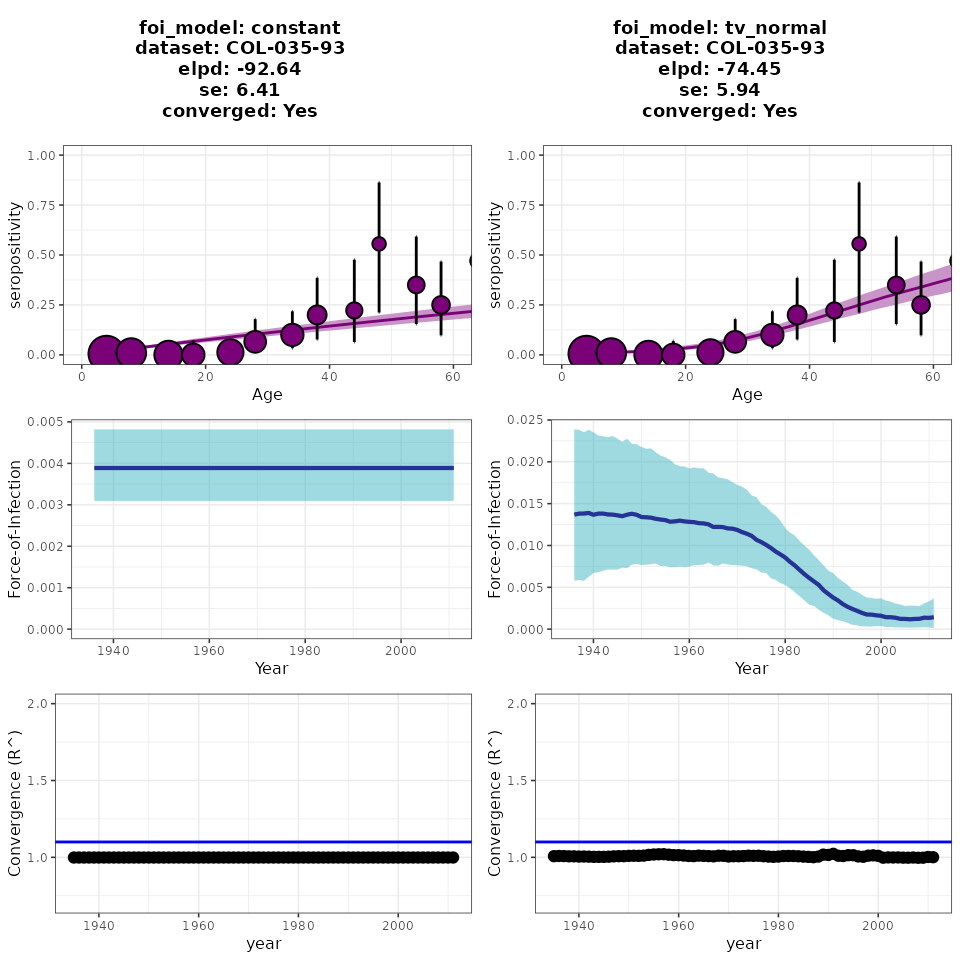 foi_model: constant
dataset: COL-035-93
elpd: -92.64
se: 6.41
converged: Yes
foi_model: tv_normal
dataset: COL-035-93
elpd: -74.45
se: 5.94
converged: Yes
seropositivity
1.00
0.75
0.50
0.25
0.00
0 20 40 60
Age
seropositivity
1.00
0.75
0.50
0.25
0.00
0 20 40 60
Age
Force-of-Infection
0.005
0.004
0.003
0.002
0.001
0.000
1940 1960 1980 2000
Year
Force-of-Infection
0.025
0.020
0.015
0.010
0.005
0.000
1940 1960 1980 2000
Year
Convergence (R^)
2.0
1.5
1.0
1940 1960 1980 2000
year
Convergence (R^)
2.0
1.5
1.0
1940 1960 1980 2000
year